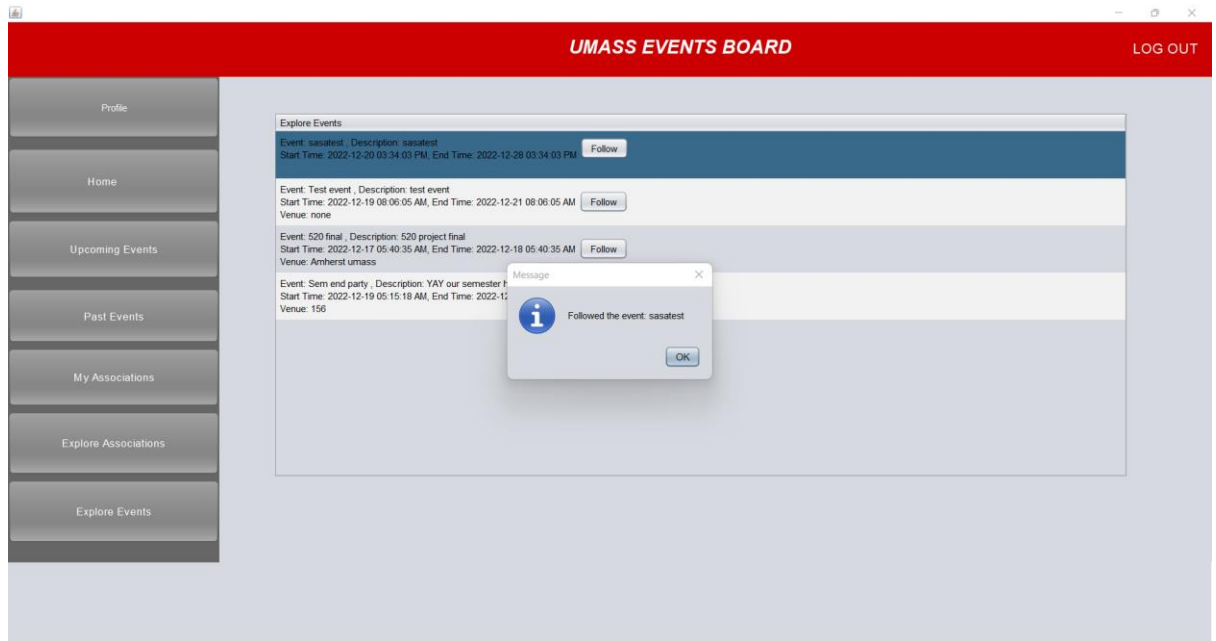 UMASS EVENTS BOARD
LOG OUT
Profile
Home
Upcoming Events
Past Events
My Associations
Explore Associations
Explore Events
Explore Events
Event: sasatest , Description: sasatest
Start Time: 2022-12-20 03:34:03 PM, End Time: 2022-12-28 03:34:03 PM
Follow
Event: Test event , Description: test event
Start Time: 2022-12-19 08:06:05 AM, End Time: 2022-12-21 08:06:05 AM
Follow
Venue: none
Event: 520 final , Description: 520 project final
Start Time: 2022-12-17 05:40:35 AM, End Time: 2022-12-18 05:40:35 AM
Follow
Venue: Amherst umass
Event: Sem end party , Description: YAY our semester
Start Time: 2022-12-19 05:15:18 AM, End Time: 2022-12
Venue: 156
Message
Followed the event: sasatest
OK